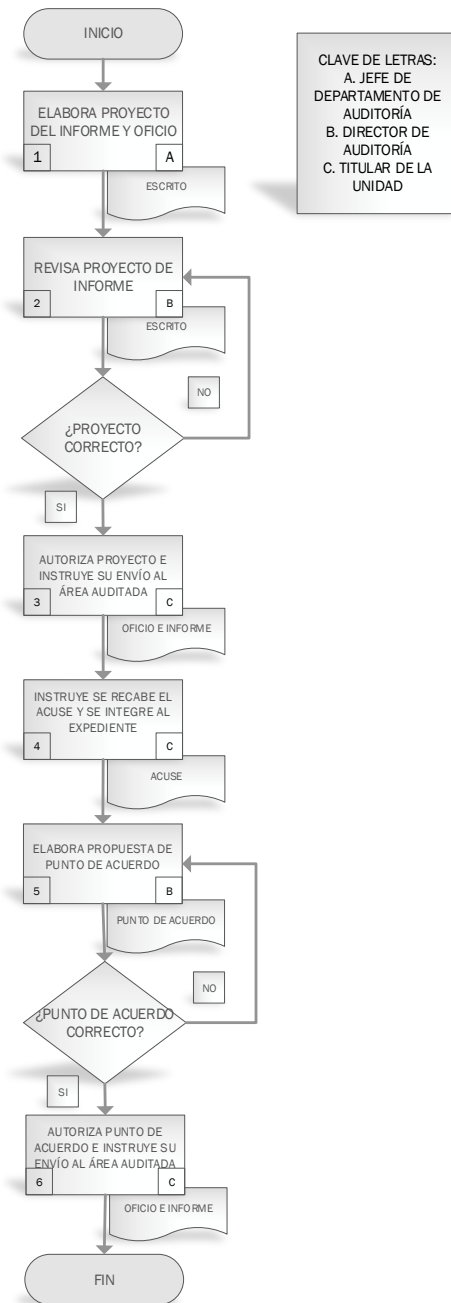 INICIO
CLAVE DE LETRAS:
A. JEFE DE
DEPARTAMENTO DE
AUDITORÍA
B. DIRECTOR DE
AUDITORÍA
C. TITULAR DE LA
UNIDAD
ELABORA PROYECTO
DEL INFORME Y OFICIO
1 A
ESCRITO
REVISA PROYECTO DE
INFORME
2 B
ESCRITO
NO
¿PROYECTO
CORRECTO?
SI
AUTORIZA PROYECTO E
INSTRUYE SU ENVÍO AL
ÁREA AUDITADA
3 C
OFICIO E INFORME
INSTRUYE SE RECABE EL
ACUSE Y SE INTEGRE AL
EXPEDIENTE
4 C
ACUSE
ELABORA PROPUESTA DE
PUNTO DE ACUERDO
5 B
PUNTO DE ACUERDO
NO
¿PUNTO DE ACUERDO
CORRECTO?
SI
AUTORIZA PUNTO DE
ACUERDO E INSTRUYE SU
ENVÍO AL ÁREA AUDITADA
6 C
OFICIO E INFORME
FIN